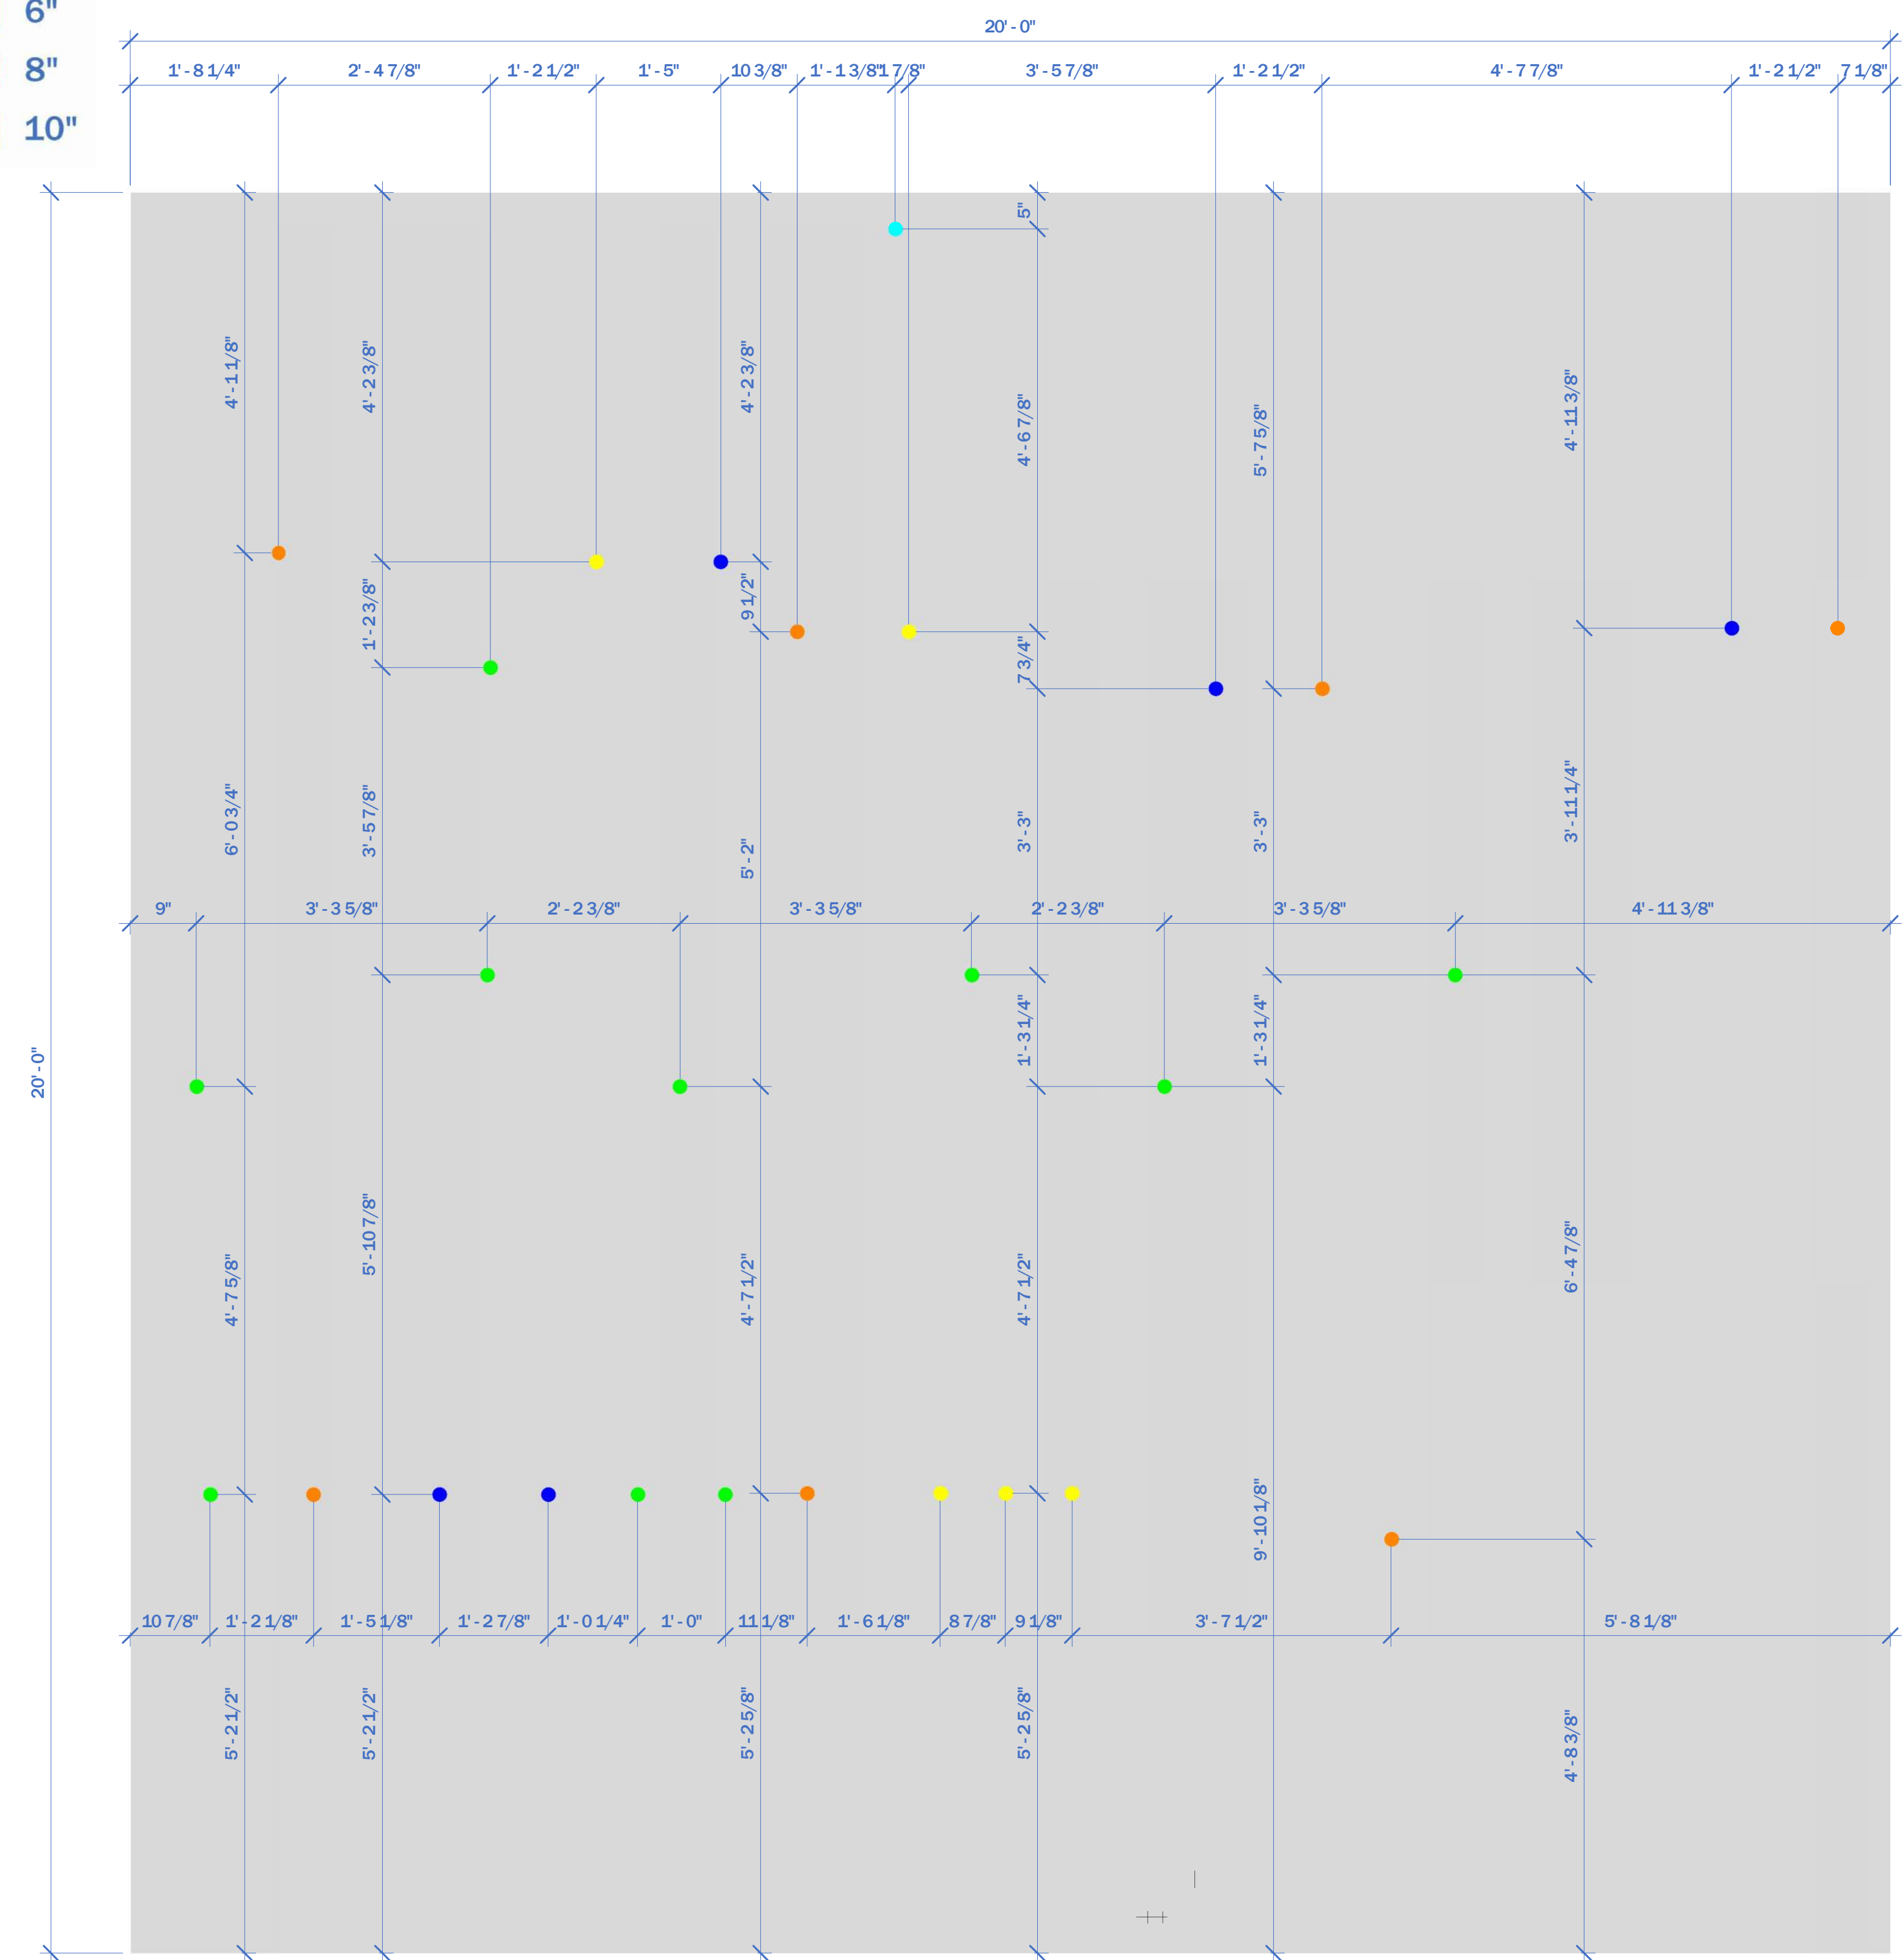 6"
8"
10"
20'-0"
1'-8 1/4" 2'-4 7/8" 1'-2 1/2" 1'-5" 10 3/8" 1'-1 3/8" 1 7/8" 3'-5 7/8" 1'-2 1/2" 4'-7 7/8" 1'-2 1/2" 7 1/8"
5"
4'-1 1/8" 4'-2 3/8" 4'-2 3/8" 4'-6 7/8" 5'-7 5/8" 4'-11 3/8"
1'-2 3/8" 9 1/2" 7 3/4"
6'-0 3/4" 3'-5 7/8" 5'-2" 3'-3" 3'-3" 3'-11 1/4"
9" 3'-3 5/8" 2'-2 3/8" 3'-3 5/8" 2'-2 3/8" 3'-3 5/8" 4'-11 3/8"
20'-0"
1'-3 1/4" 1'-3 1/4"
4'-7 5/8" 5'-10 7/8" 4'-7 1/2" 4'-7 1/2" 6'-4 7/8"
9'-10 1/8"
10 7/8" 1'-2 1/8" 1'-5 1/8" 1'-2 7/8" 1'-0 1/4" 1'-0" 11 1/8" 1'-6 1/8" 8 7/8" 9 1/8" 3'-7 1/2" 5'-8 1/8"
5'-2 1/2" 5'-2 1/2" 5'-2 5/8" 5'-2 5/8" 4'-8 3/8"